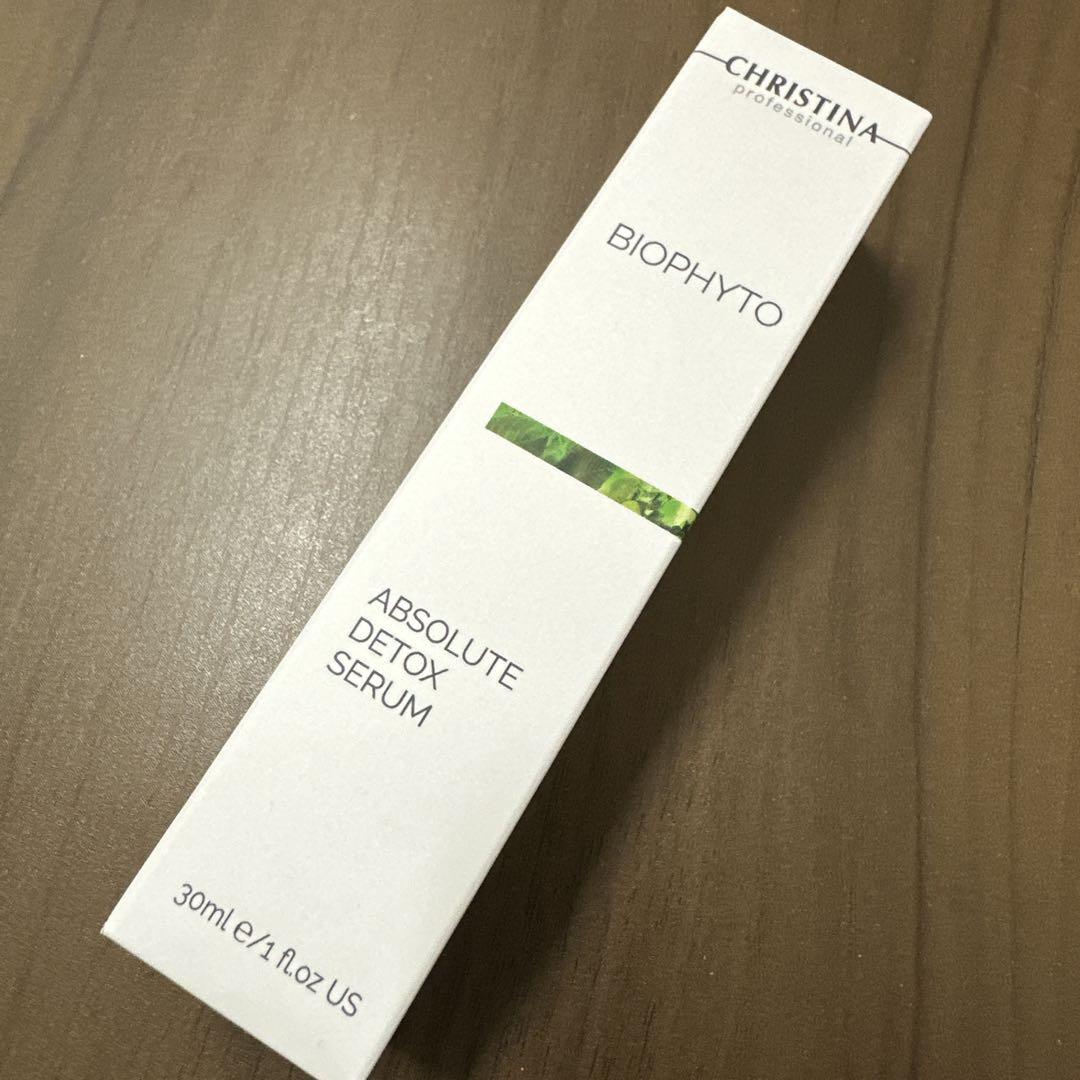 CHRISTINA
professional
BIOPHYTO
ABSOLUTE
DETOX
SERUM
30ml e/1 fl.oz US